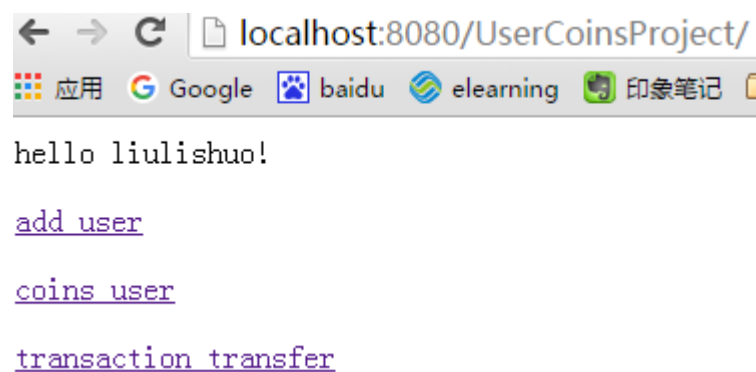 localhost:8080/UserCoinsProject/
应用 Google baidu elearning 印象笔记
hello liulishuo!
add user
coins user
transaction transfer